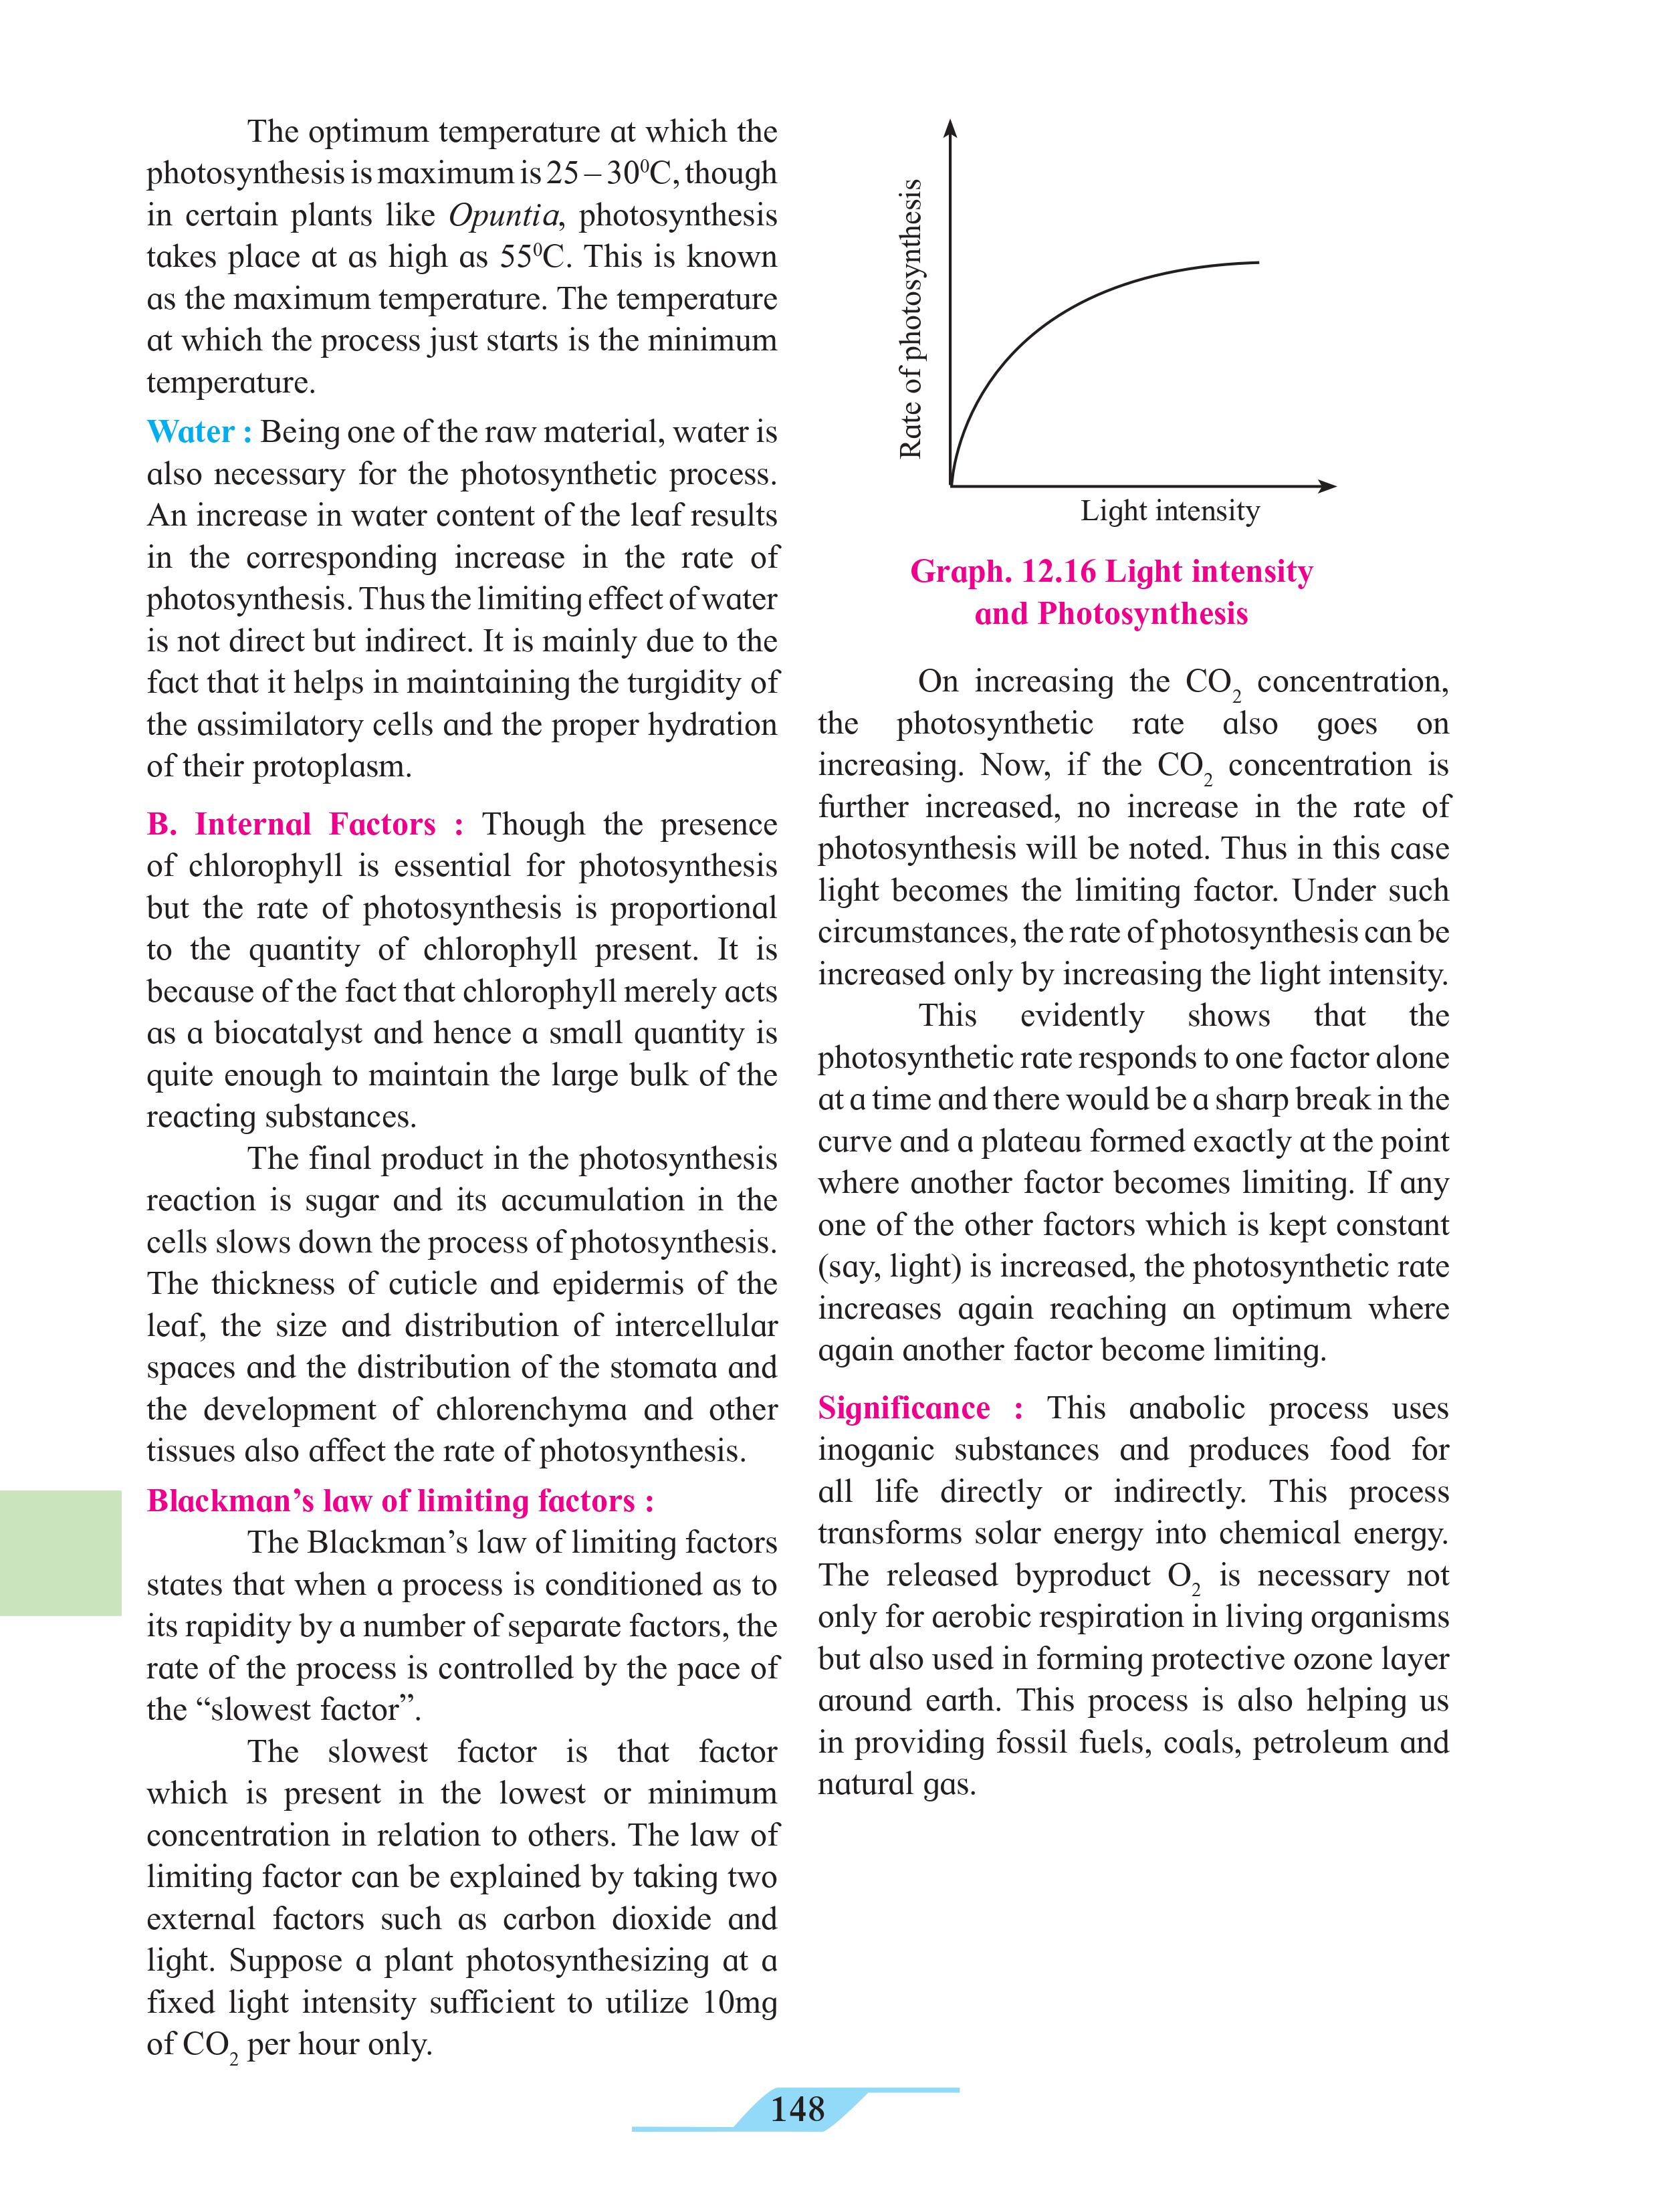 The optimum temperature at which the
photosynthesis is maximum is 25 – 30⁰C, though
in certain plants like Opuntia, photosynthesis
takes place at as high as 55⁰C. This is known
as the maximum temperature. The temperature
at which the process just starts is the minimum
temperature.
Water : Being one of the raw material, water is
also necessary for the photosynthetic process.
An increase in water content of the leaf results
in the corresponding increase in the rate of
photosynthesis. Thus the limiting effect of water
is not direct but indirect. It is mainly due to the
fact that it helps in maintaining the turgidity of
the assimilatory cells and the proper hydration
of their protoplasm.
B. Internal Factors : Though the presence
of chlorophyll is essential for photosynthesis
but the rate of photosynthesis is proportional
to the quantity of chlorophyll present. It is
because of the fact that chlorophyll merely acts
as a biocatalyst and hence a small quantity is
quite enough to maintain the large bulk of the
reacting substances.
The final product in the photosynthesis
reaction is sugar and its accumulation in the
cells slows down the process of photosynthesis.
The thickness of cuticle and epidermis of the
leaf, the size and distribution of intercellular
spaces and the distribution of the stomata and
the development of chlorenchyma and other
tissues also affect the rate of photosynthesis.
Blackman’s law of limiting factors :
The Blackman’s law of limiting factors
states that when a process is conditioned as to
its rapidity by a number of separate factors, the
rate of the process is controlled by the pace of
the “slowest factor”.
The slowest factor is that factor
which is present in the lowest or minimum
concentration in relation to others. The law of
limiting factor can be explained by taking two
external factors such as carbon dioxide and
light. Suppose a plant photosynthesizing at a
fixed light intensity sufficient to utilize 10mg
of CO₂ per hour only.
Rate of photosynthesis
Light intensity
Graph. 12.16 Light intensity
and Photosynthesis
On increasing the CO₂ concentration,
the photosynthetic rate also goes on
increasing. Now, if the CO₂ concentration is
further increased, no increase in the rate of
photosynthesis will be noted. Thus in this case
light becomes the limiting factor. Under such
circumstances, the rate of photosynthesis can be
increased only by increasing the light intensity.
This evidently shows that the
photosynthetic rate responds to one factor alone
at a time and there would be a sharp break in the
curve and a plateau formed exactly at the point
where another factor becomes limiting. If any
one of the other factors which is kept constant
(say, light) is increased, the photosynthetic rate
increases again reaching an optimum where
again another factor become limiting.
Significance : This anabolic process uses
inoganic substances and produces food for
all life directly or indirectly. This process
transforms solar energy into chemical energy.
The released byproduct O₂ is necessary not
only for aerobic respiration in living organisms
but also used in forming protective ozone layer
around earth. This process is also helping us
in providing fossil fuels, coals, petroleum and
natural gas.
148